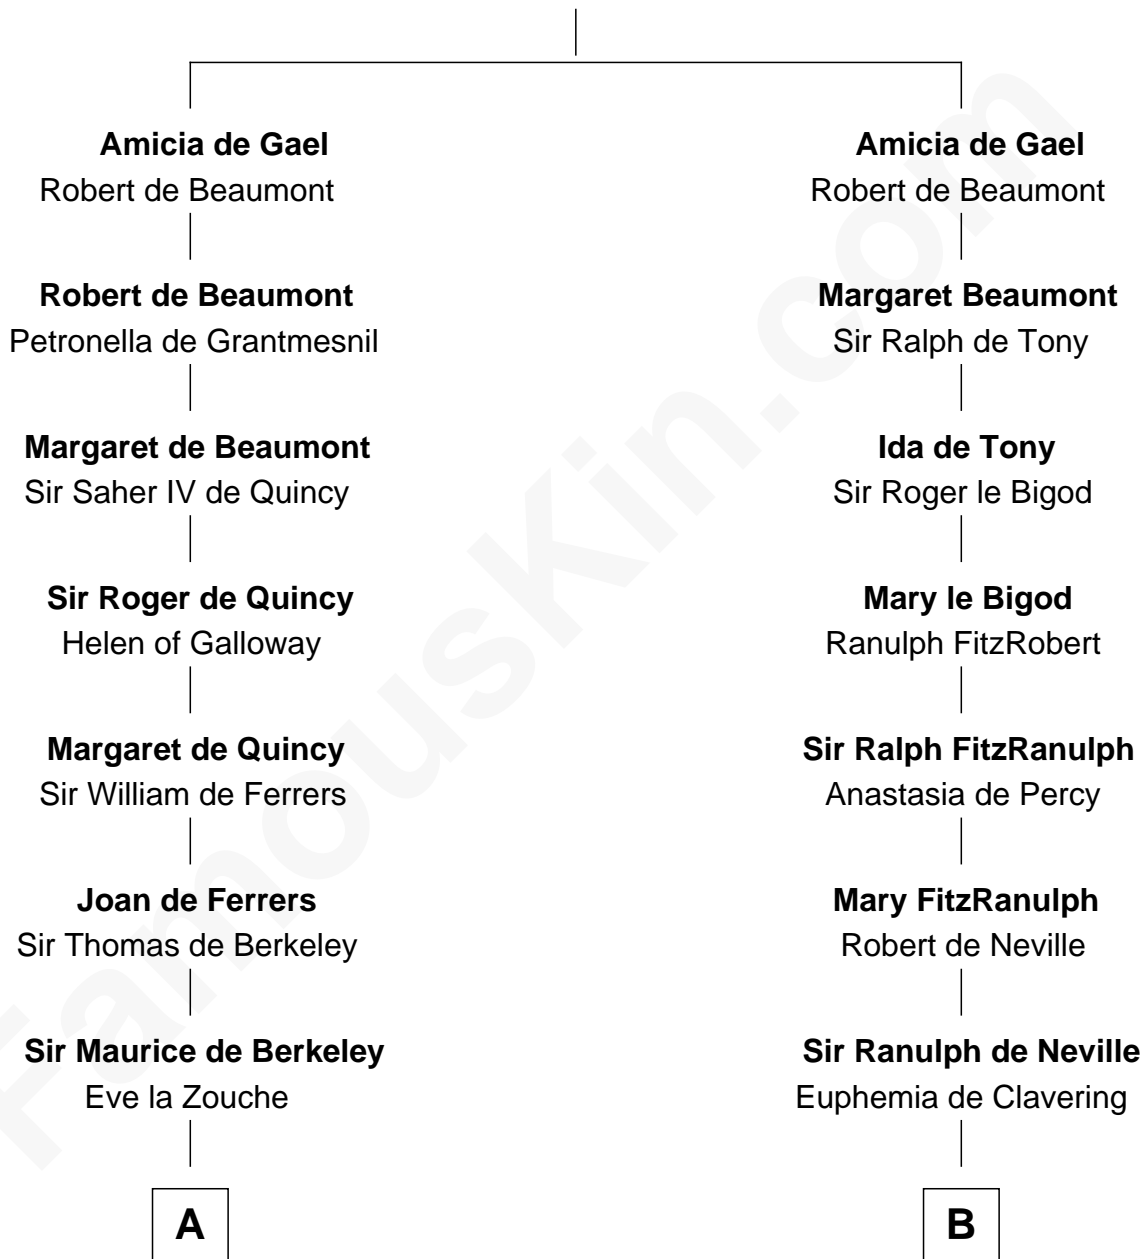 Amicia de Gael
Robert de Beaumont
Robert de Beaumont
Petronella de Grantmesnil
Margaret de Beaumont
Sir Saher IV de Quincy
Sir Roger de Quincy
Helen of Galloway
Margaret de Quincy
Sir William de Ferrers
Joan de Ferrers
Sir Thomas de Berkeley
Sir Maurice de Berkeley
Eve la Zouche
A
Amicia de Gael
Robert de Beaumont
Margaret Beaumont
Sir Ralph de Tony
Ida de Tony
Sir Roger le Bigod
Mary le Bigod
Ranulph FitzRobert
Sir Ralph FitzRanulph
Anastasia de Percy
Mary FitzRanulph
Robert de Neville
Sir Ranulph de Neville
Euphemia de Clavering
B
FamousKin.com